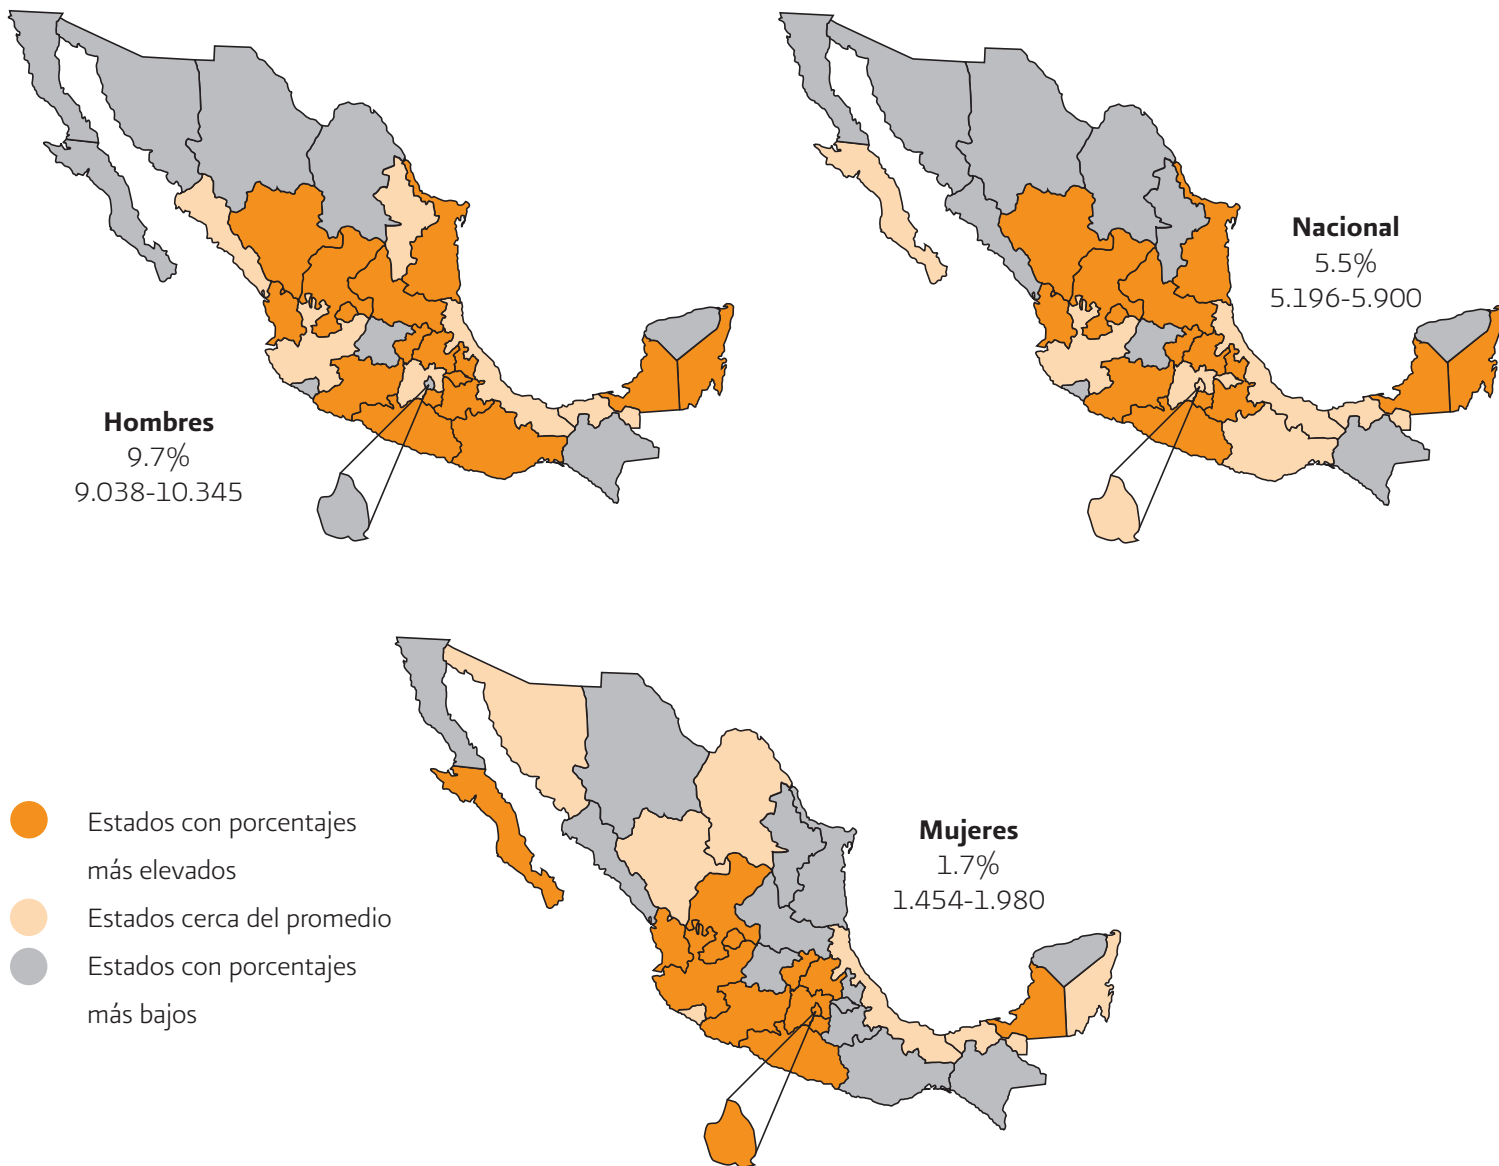 Nacional
5.5%
5.196-5.900
Hombres
9.7%
9.038-10.345
Mujeres
1.7%
1.454-1.980
Estados con porcentajes
más elevados
Estados cerca del promedio
Estados con porcentajes
más bajos